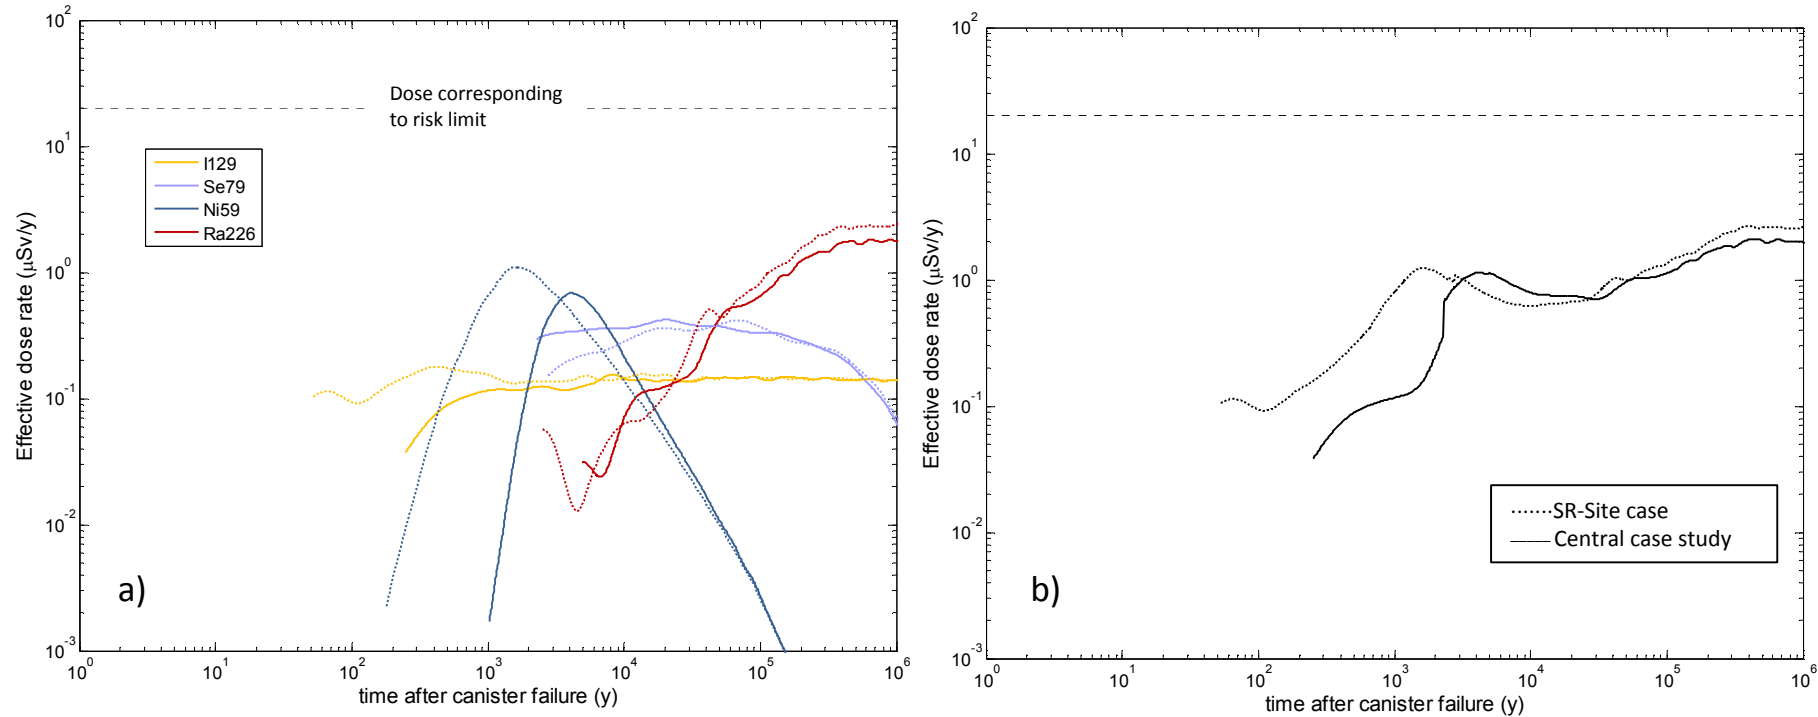 10^2
10^1
10^0
10^-1
10^-2
10^-3
Effective dose rate (μSv/y)
Dose corresponding
to risk limit
I129
Se79
Ni59
Ra226
a)
10^0 10^1 10^2 10^3 10^4 10^5 10^6
time after canister failure (y)
10^2
10^1
10^0
10^-1
10^-2
10^-3
Effective dose rate (μSv/y)
SR-Site case
Central case study
b)
10^0 10^1 10^2 10^3 10^4 10^5 10^6
time after canister failure (y)